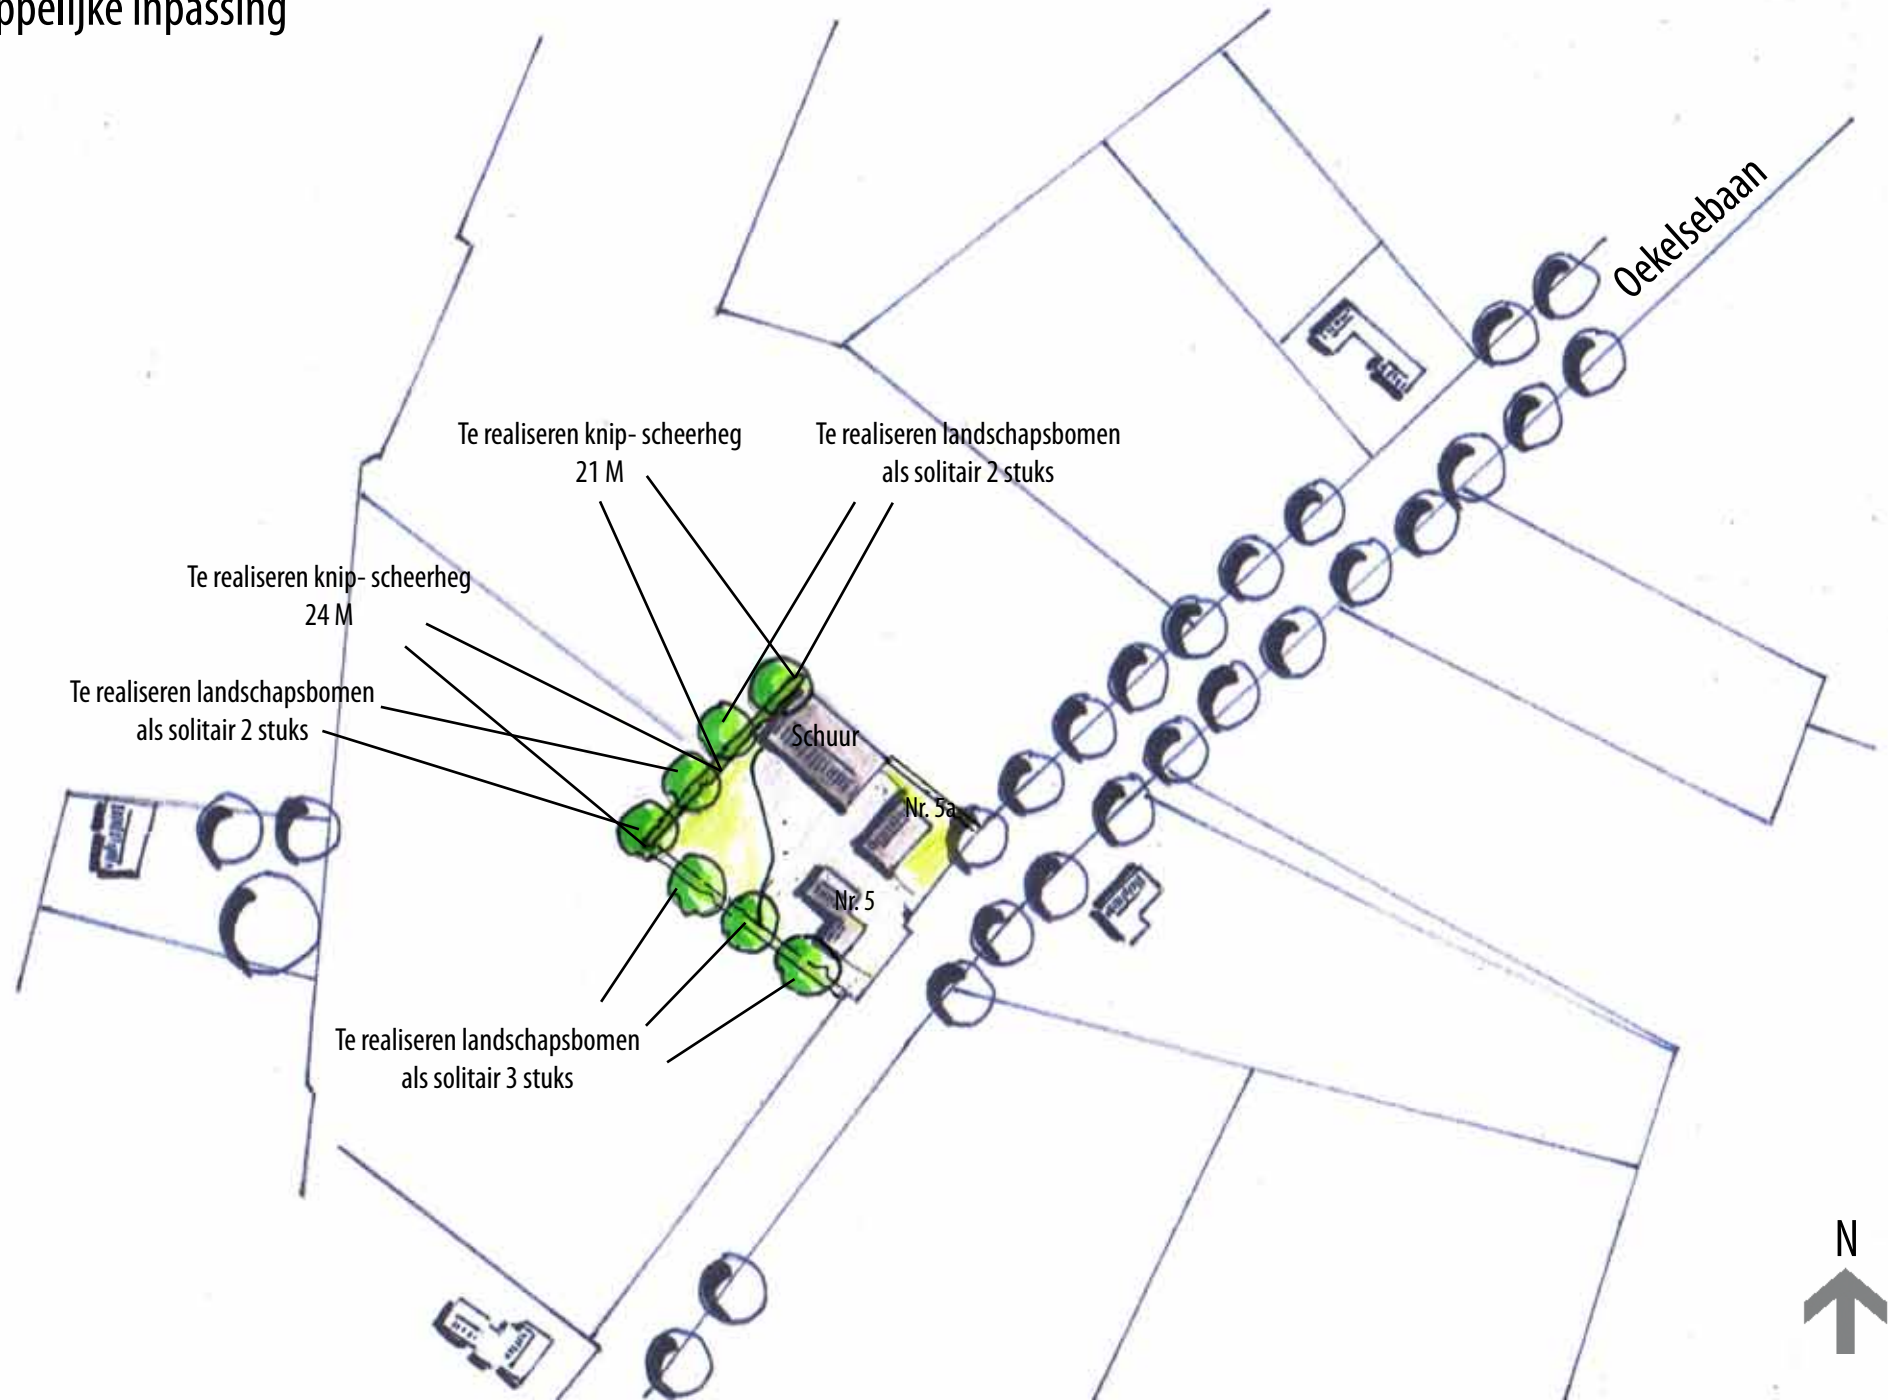 ppelijke inpassing
Oekelsebaan
Te realiseren knip- scheerheg
21 M
Te realiseren landschapsbomen
als solitair 2 stuks
Te realiseren knip- scheerheg
24 M
Te realiseren landschapsbomen
als solitair 2 stuks
Schuur
Nr. 5a
Nr. 5
Te realiseren landschapsbomen
als solitair 3 stuks
N